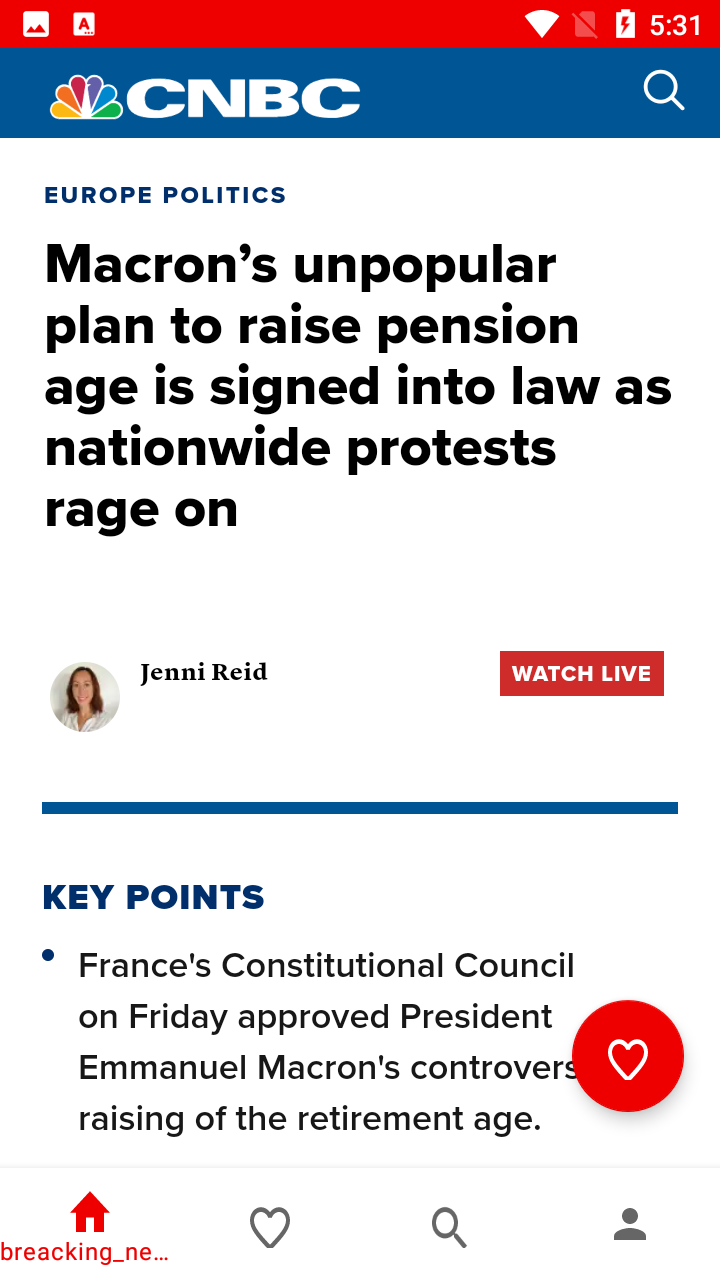 5:31
CNBC
EUROPE POLITICS
Macron’s unpopular
plan to raise pension
age is signed into law as
nationwide protests
rage on
Jenni Reid
WATCH LIVE
KEY POINTS
France's Constitutional Council
on Friday approved President
Emmanuel Macron's controvers
raising of the retirement age.
breacking_ne…